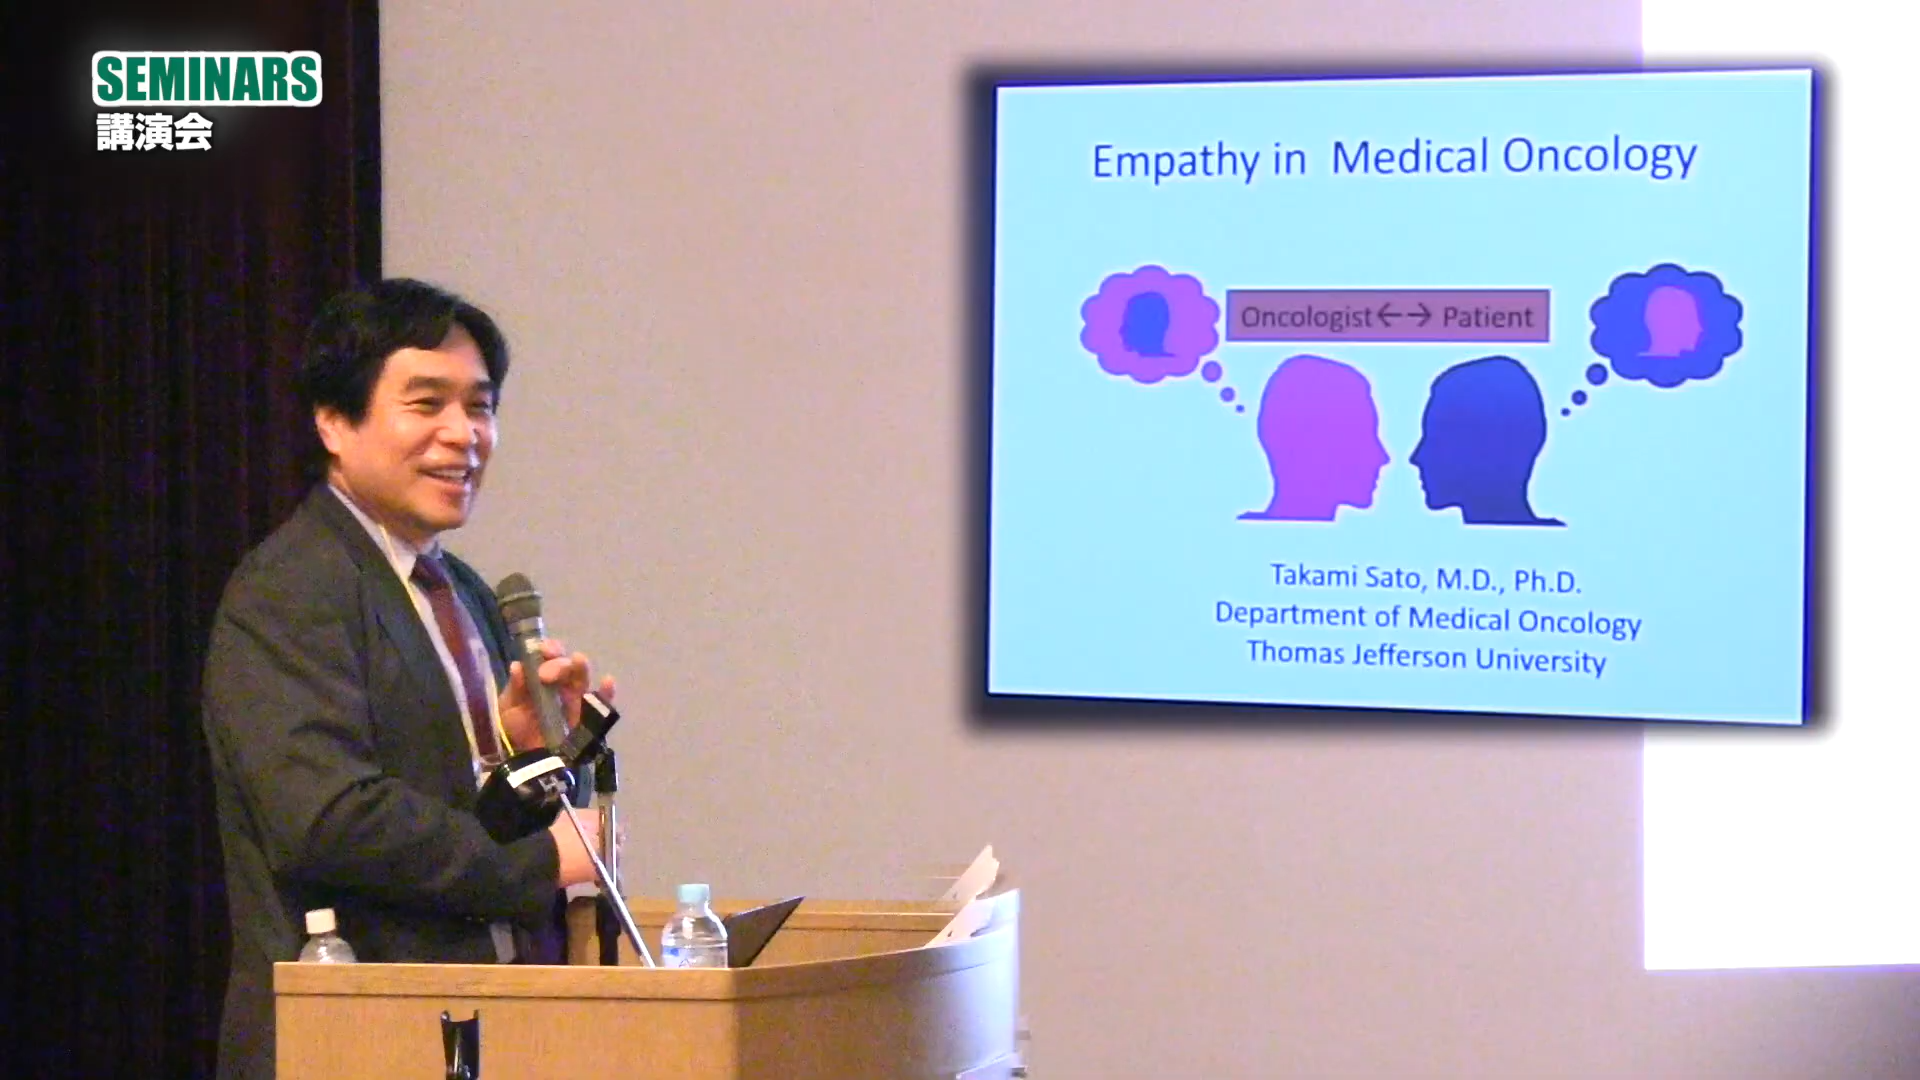 SEMINARS
講演会
Empathy in Medical Oncology
Oncologist←→ Patient
Takami Sato, M.D., Ph.D.
Department of Medical Oncology
Thomas Jefferson University